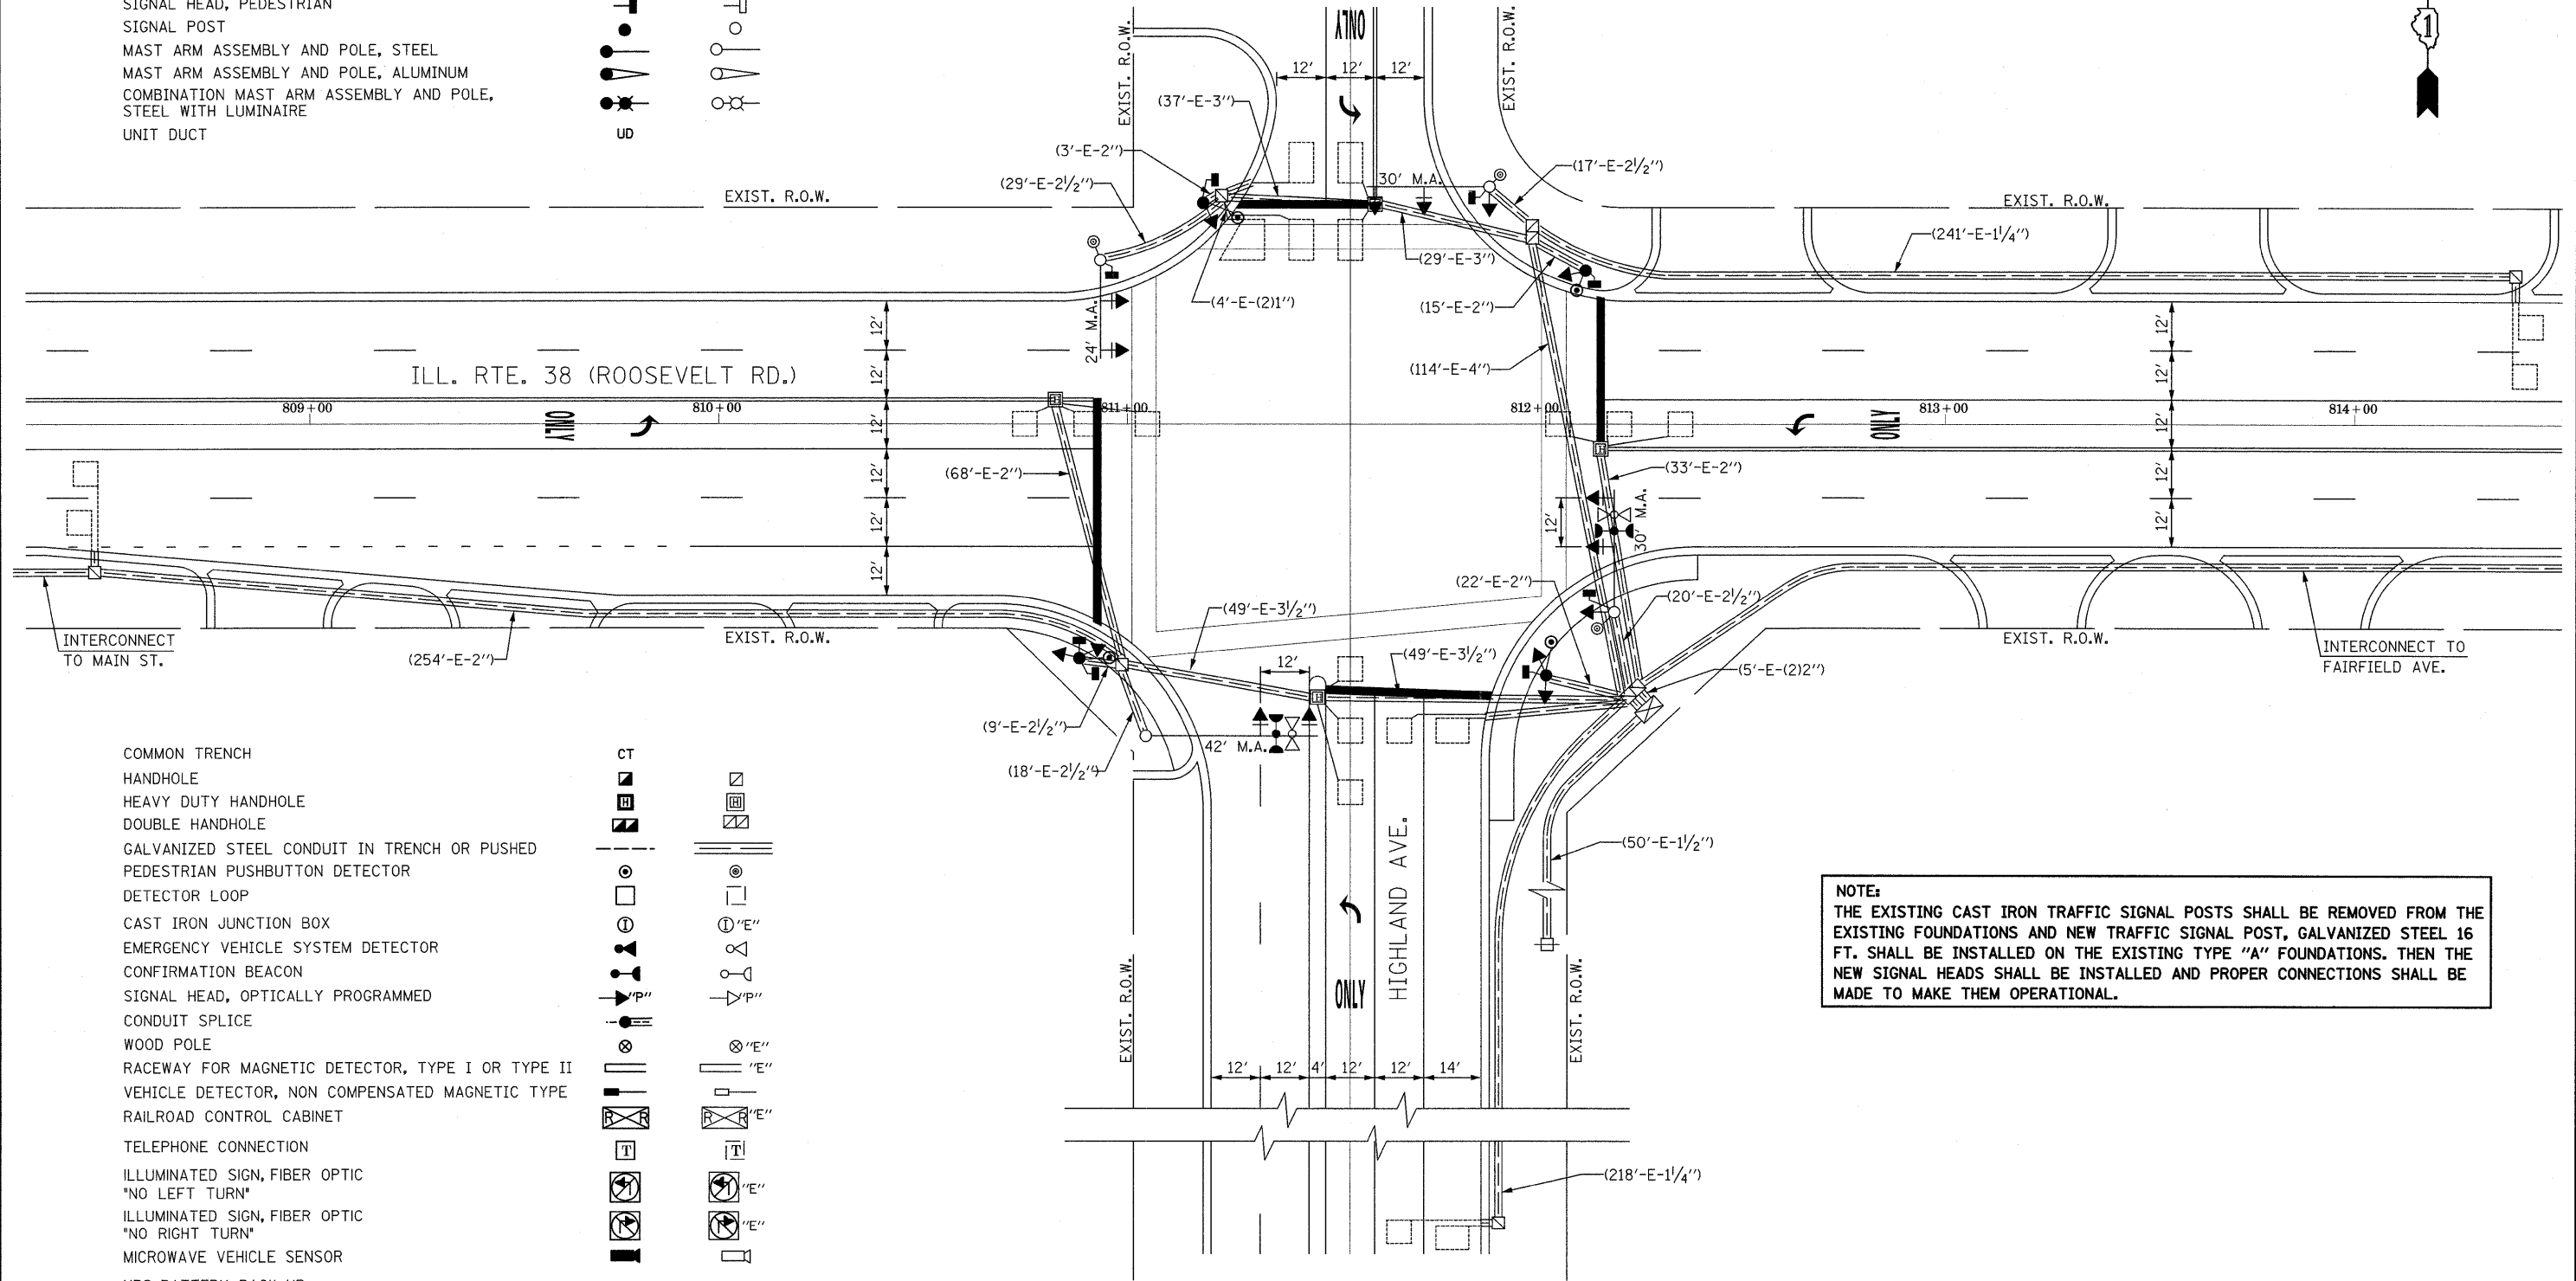 SIGNAL HEAD, PEDESTRIAN
SIGNAL POST
MAST ARM ASSEMBLY AND POLE, STEEL
MAST ARM ASSEMBLY AND POLE, ALUMINUM
COMBINATION MAST ARM ASSEMBLY AND POLE,
STEEL WITH LUMINAIRE
UNIT DUCT UD
EXIST. R.O.W.
ONLY
EXIST. R.O.W.
1
12' 12' 12'
(37'-E-3")
(3'-E-2")
(29'-E-2½")
(17'-E-2½")
30' M.A.
EXIST. R.O.W.
EXIST. R.O.W.
(241'-E-1¼")
(29'-E-3")
(4'-E-(2)1")
(15'-E-2")
24' M.A.
12'
12'
12'
12'
12'
12'
ILL. RTE. 38 (ROOSEVELT RD.)
(114'-E-4")
809+00
810+00
811+00
812+00
813+00
814+00
ONLY
ONLY
12'
12'
12'
12'
12'
(68'-E-2")
(33'-E-2")
12'
30' M.A.
(22'-E-2")
(20'-E-2½")
(49'-E-3½")
INTERCONNECT
TO MAIN ST.
(254'-E-2")
EXIST. R.O.W.
EXIST. R.O.W.
INTERCONNECT TO
FAIRFIELD AVE.
12'
(49'-E-3½")
(5'-E-(2)2")
(9'-E-2½")
42' M.A.
(18'-E-2½")
COMMON TRENCH CT
HANDHOLE
HEAVY DUTY HANDHOLE H H
DOUBLE HANDHOLE
GALVANIZED STEEL CONDUIT IN TRENCH OR PUSHED
PEDESTRIAN PUSHBUTTON DETECTOR
DETECTOR LOOP
CAST IRON JUNCTION BOX I I "E"
EMERGENCY VEHICLE SYSTEM DETECTOR
CONFIRMATION BEACON
SIGNAL HEAD, OPTICALLY PROGRAMMED "P" "P"
CONDUIT SPLICE
WOOD POLE "E"
RACEWAY FOR MAGNETIC DETECTOR, TYPE I OR TYPE II "E"
VEHICLE DETECTOR, NON COMPENSATED MAGNETIC TYPE
RAILROAD CONTROL CABINET R R R R "E"
TELEPHONE CONNECTION T T
ILLUMINATED SIGN, FIBER OPTIC
"NO LEFT TURN" "E"
ILLUMINATED SIGN, FIBER OPTIC
"NO RIGHT TURN" "E"
MICROWAVE VEHICLE SENSOR
HIGHLAND AVE.
ONLY
EXIST. R.O.W.
EXIST. R.O.W.
(50'-E-1½")
12' 12' 4' 12' 12' 14'
(218'-E-1¼")
NOTE:
THE EXISTING CAST IRON TRAFFIC SIGNAL POSTS SHALL BE REMOVED FROM THE
EXISTING FOUNDATIONS AND NEW TRAFFIC SIGNAL POST, GALVANIZED STEEL 16
FT. SHALL BE INSTALLED ON THE EXISTING TYPE "A" FOUNDATIONS. THEN THE
NEW SIGNAL HEADS SHALL BE INSTALLED AND PROPER CONNECTIONS SHALL BE
MADE TO MAKE THEM OPERATIONAL.